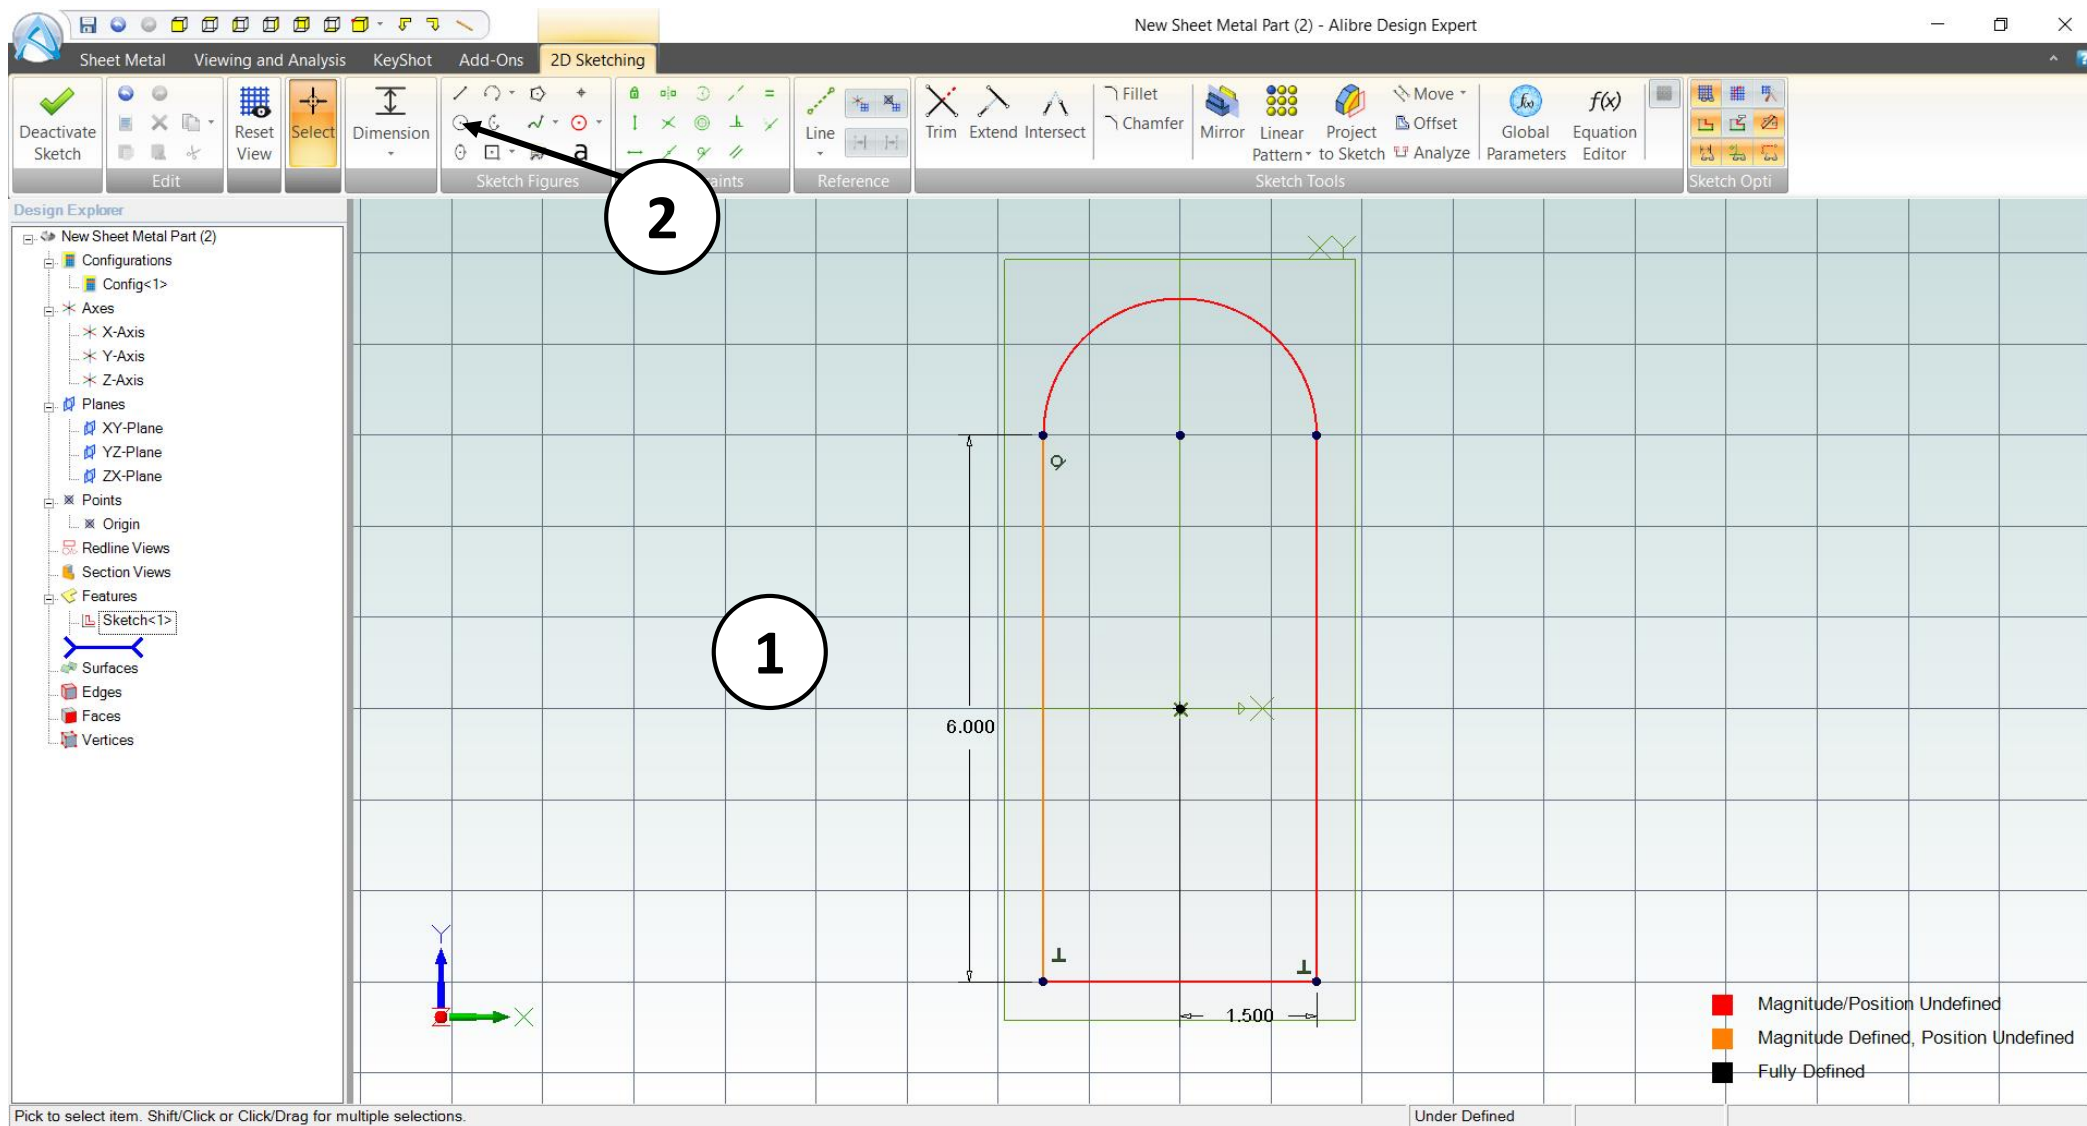 New Sheet Metal Part (2) - Alibre Design Expert
Sheet Metal Viewing and Analysis KeyShot Add-Ons 2D Sketching
Deactivate Sketch
Edit
Reset View
Select
Dimension
a
Sketch Figures
aints
Line
Reference
Trim Extend Intersect
Fillet
Chamfer
Mirror
Linear Pattern
Project to Sketch
Move
Offset
Analyze
Sketch Tools
Global Parameters
f(x)
Equation Editor
Sketch Opti
2
Design Explorer
New Sheet Metal Part (2)
Configurations
Config<1>
Axes
X-Axis
Y-Axis
Z-Axis
Planes
XY-Plane
YZ-Plane
ZX-Plane
Points
Origin
Redline Views
Section Views
Features
Sketch<1>
Surfaces
Edges
Faces
Vertices
XY
1
6.000
X
1.500
Y
X
Z
Magnitude/Position Undefined
Magnitude Defined, Position Undefined
Fully Defined
Pick to select item. Shift/Click or Click/Drag for multiple selections.
Under Defined